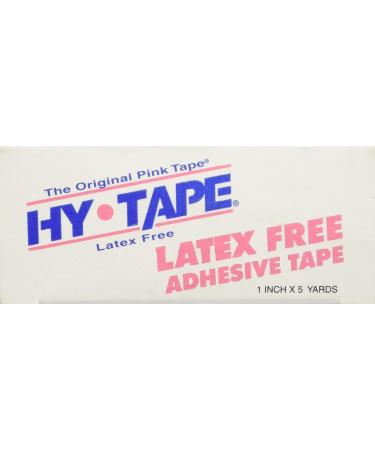 The Original Pink Tape®
HY•TAPE®
Latex Free
LATEX FREE
ADHESIVE TAPE
1 INCH X 5 YARDS